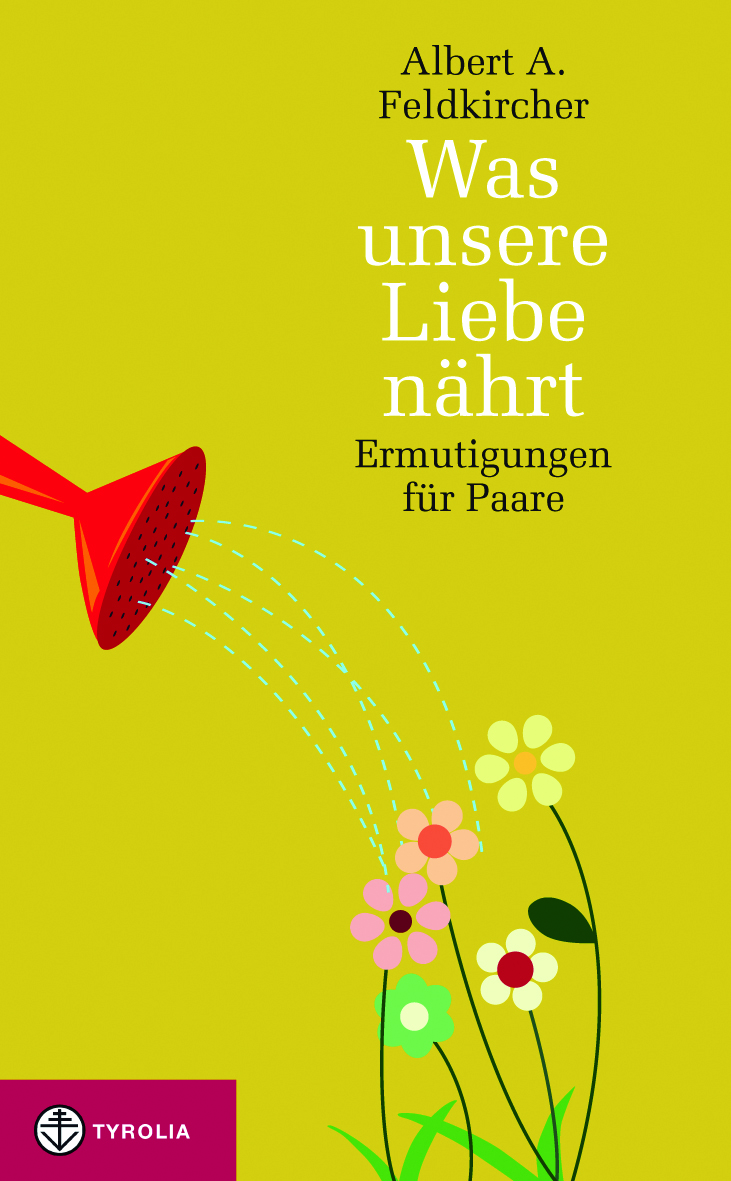 Albert A.
Feldkircher
Was
unsere
Liebe
nährt
Ermutigungen
für Paare
TYROLIA